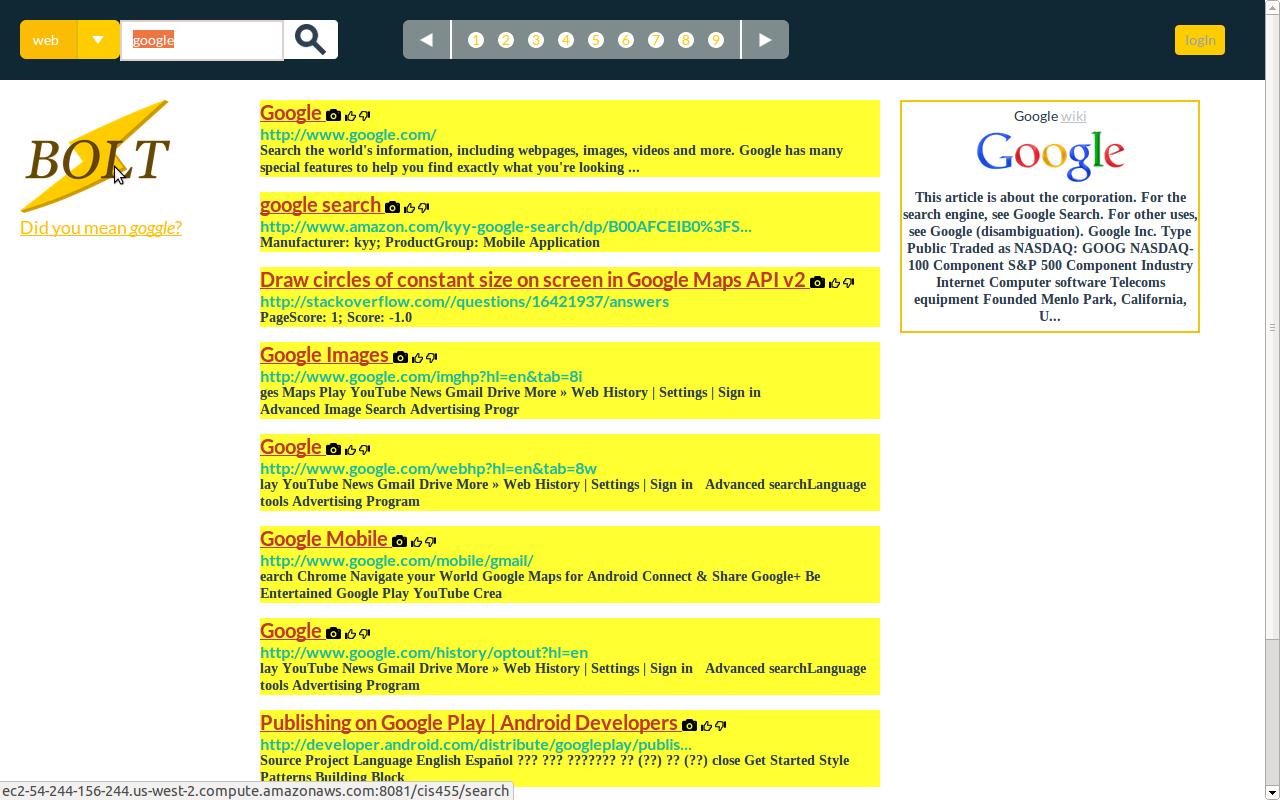 web google 1 2 3 4 5 6 7 8 9 login
BOLT
Did you mean goggle?
Google
http://www.google.com/
Search the world's information, including webpages, images, videos and more. Google has many
special features to help you find exactly what you're looking ...
google search
http://www.amazon.com/kyy-google-search/dp/B00AFCEIB0%3FS...
Manufacturer: kyy; ProductGroup: Mobile Application
Draw circles of constant size on screen in Google Maps API v2
http://stackoverflow.com//questions/16421937/answers
PageScore: 1; Score: -1.0
Google Images
http://www.google.com/imghp?hl=en&tab=8i
ges Maps Play YouTube News Gmail Drive More » Web History | Settings | Sign in
Advanced Image Search Advertising Progr
Google
http://www.google.com/webhp?hl=en&tab=8w
lay YouTube News Gmail Drive More » Web History | Settings | Sign in   Advanced searchLanguage
tools Advertising Program
Google Mobile
http://www.google.com/mobile/gmail/
earch Chrome Navigate your World Google Maps for Android Connect & Share Google+ Be
Entertained Google Play YouTube Crea
Google
http://www.google.com/history/optout?hl=en
lay YouTube News Gmail Drive More » Web History | Settings | Sign in   Advanced searchLanguage
tools Advertising Program
Publishing on Google Play | Android Developers
http://developer.android.com/distribute/googleplay/publis...
Source Project Language English Español ??? ??? ??????? ?? (??) ?? (??) close Get Started Style
Patterns Building Block
Google wiki
Google
This article is about the corporation. For the
search engine, see Google Search. For other uses,
see Google (disambiguation). Google Inc. Type
Public Traded as NASDAQ: GOOG NASDAQ-
100 Component S&P 500 Component Industry
Internet Computer software Telecoms
equipment Founded Menlo Park, California,
U...
ec2-54-244-156-244.us-west-2.compute.amazonaws.com:8081/cis455/search